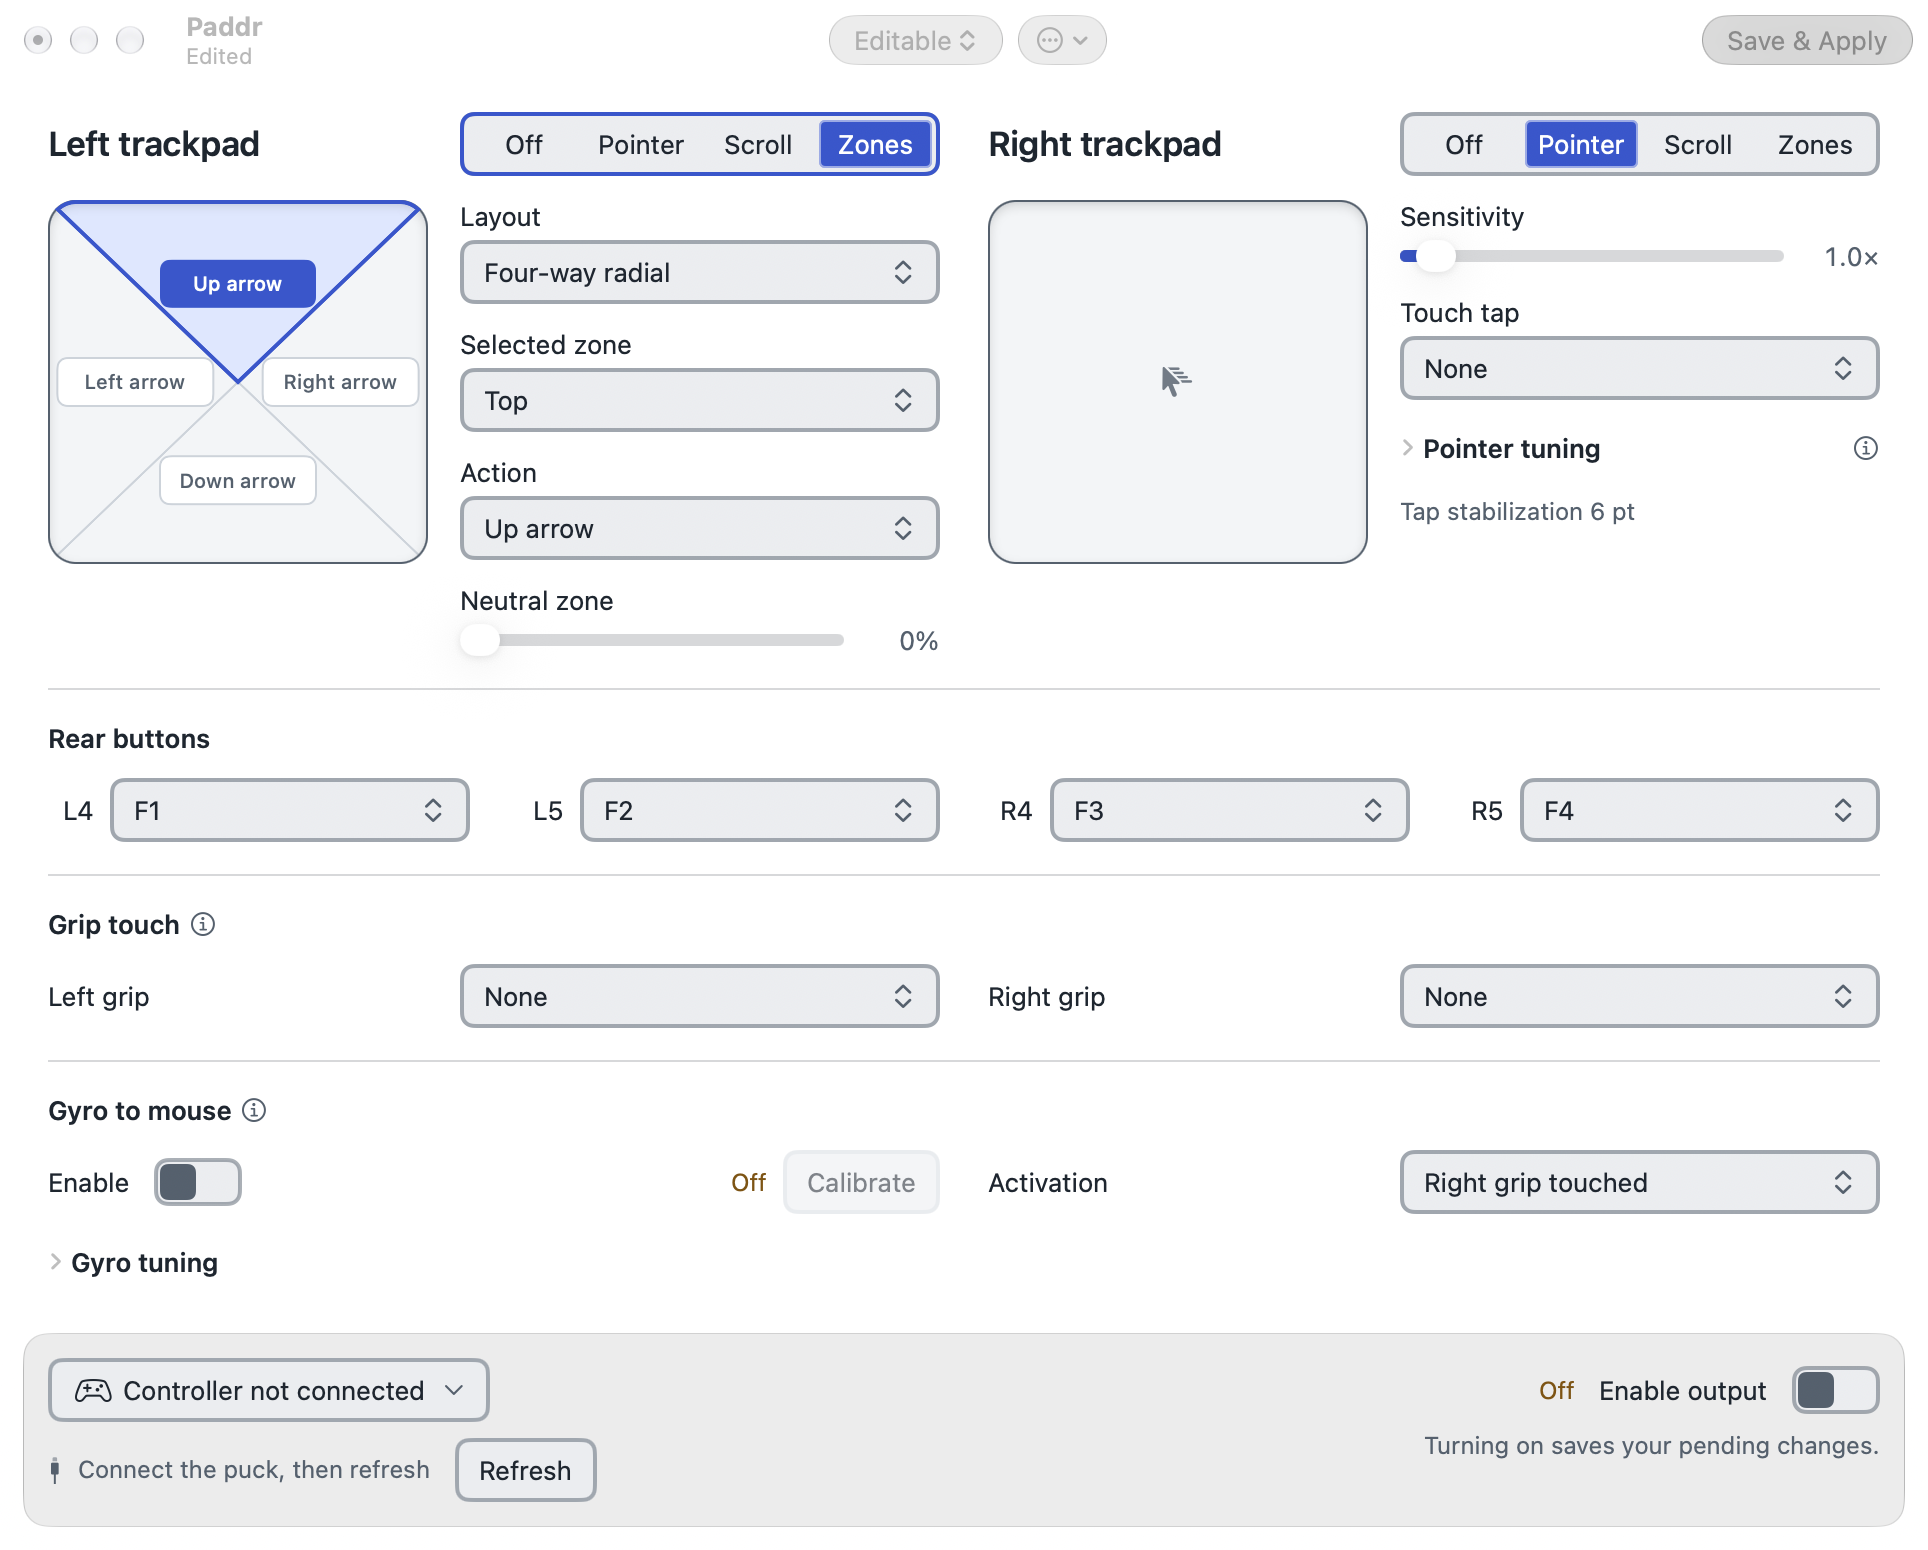 Paddr
Edited
Editable
Save & Apply
Left trackpad
Off Pointer Scroll Zones
Up arrow
Left arrow
Right arrow
Down arrow
Layout
Four-way radial
Selected zone
Top
Action
Up arrow
Neutral zone
0%
Right trackpad
Off Pointer Scroll Zones
Sensitivity
1.0×
Touch tap
None
Pointer tuning
Tap stabilization 6 pt
Rear buttons
L4 F1 L5 F2 R4 F3 R5 F4
Grip touch
Left grip None Right grip None
Gyro to mouse
Enable Off Calibrate Activation Right grip touched
Gyro tuning
Controller not connected
Off Enable output
Connect the puck, then refresh Refresh
Turning on saves your pending changes.